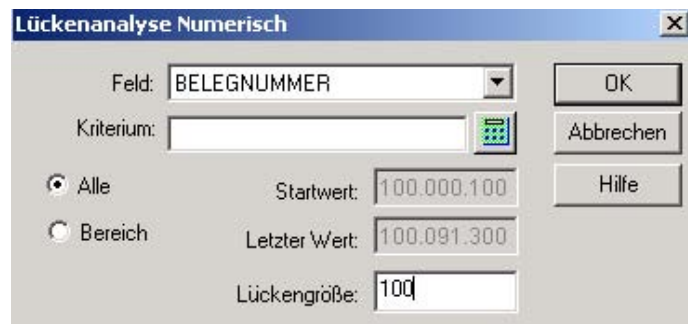 Lückenanalyse Numerisch
Feld: BELEGNUMMER OK
Kriterium: Abbrechen
Alle Startwert: 100.000.100 Hilfe
Bereich Letzter Wert: 100.091.300
Lückengröße: 100